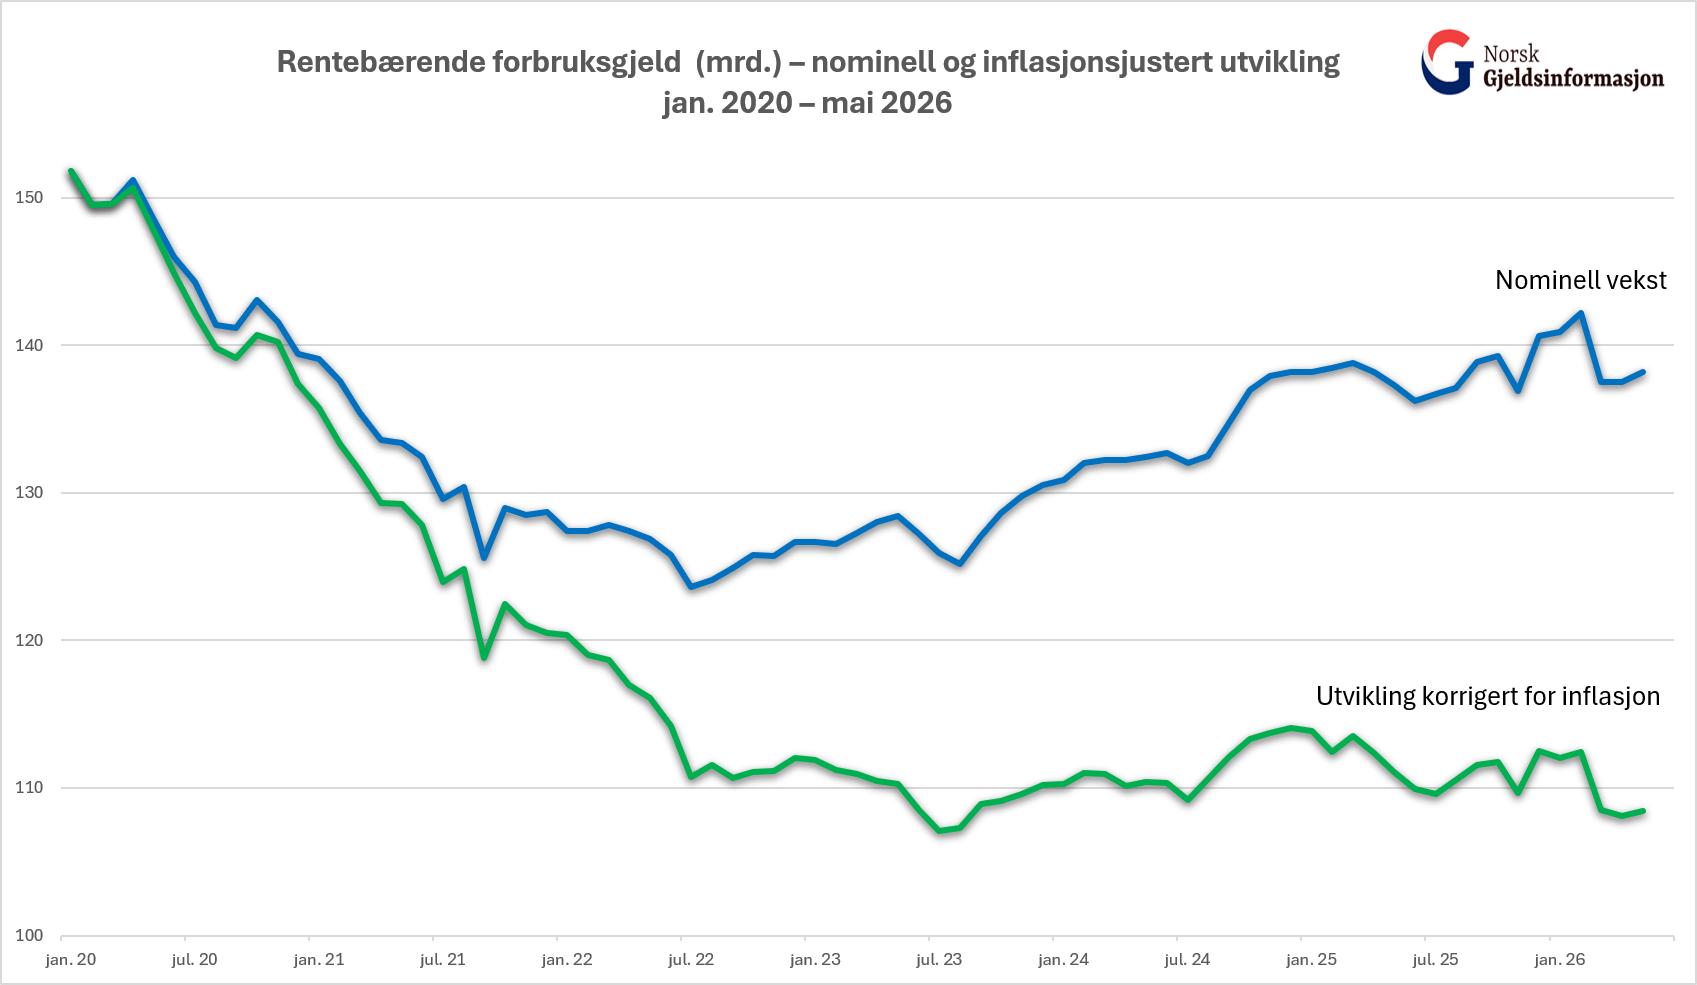 Rentebærende forbruksgjeld  (mrd.) – nominell og inflasjonsjustert utvikling
jan. 2020 – mai 2026
Norsk
Gjeldsinformasjon
150
Nominell vekst
140
130
120
Utvikling korrigert for inflasjon
110
100
jan. 20 jul. 20 jan. 21 jul. 21 jan. 22 jul. 22 jan. 23 jul. 23 jan. 24 jul. 24 jan. 25 jul. 25 jan. 26